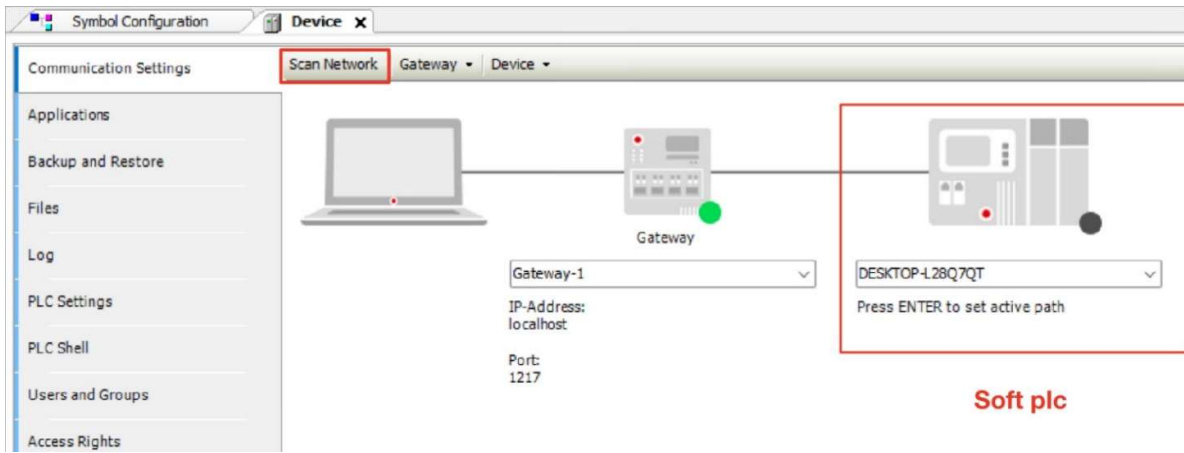 Symbol Configuration
Device
Communication Settings
Scan Network
Gateway
Device
Applications
Backup and Restore
Files
Log
PLC Settings
PLC Shell
Users and Groups
Access Rights
Gateway
Gateway-1
IP-Address:
localhost
Port:
1217
DESKTOP-L28Q7QT
Press ENTER to set active path
Soft plc